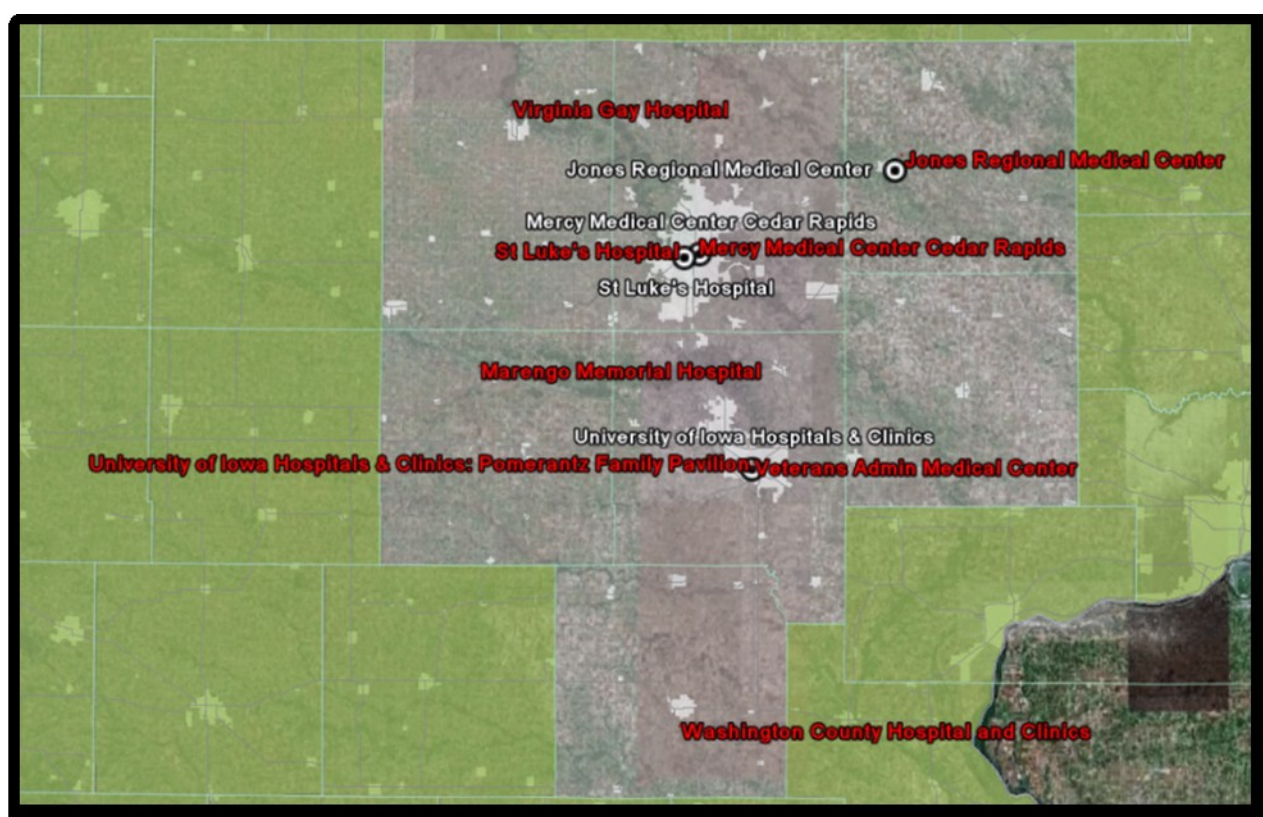 Virginia Gay Hospital
Jones Regional Medical Center
Jones Regional Medical Center
Mercy Medical Center Cedar Rapids
St Luke's Hospital
Mercy Medical Center Cedar Rapids
St Luke's Hospital
Marengo Memorial Hospital
University of Iowa Hospitals & Clinics
University of Iowa Hospitals & Clinics: Pomerantz Family Pavilion
Veterans Admin Medical Center
Washington County Hospital and Clinics